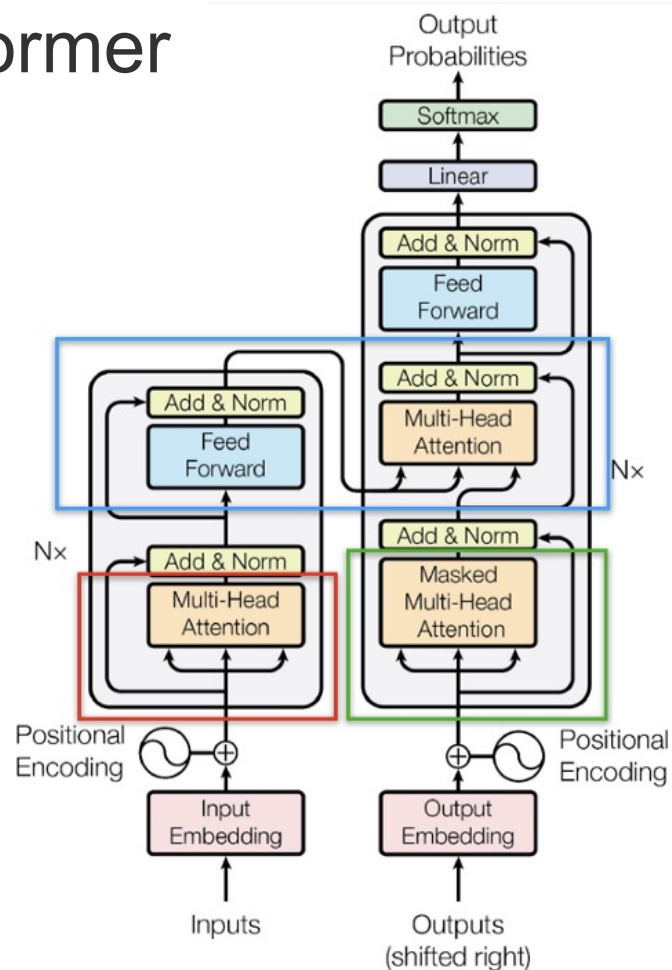 ormer
Output
Probabilities
Softmax
Linear
Add & Norm
Feed
Forward
Add & Norm
Multi-Head
Attention
Nx
Add & Norm
Masked
Multi-Head
Attention
Positional
Encoding
Output
Embedding
Outputs
(shifted right)
Add & Norm
Feed
Forward
Nx
Add & Norm
Multi-Head
Attention
Positional
Encoding
Input
Embedding
Inputs